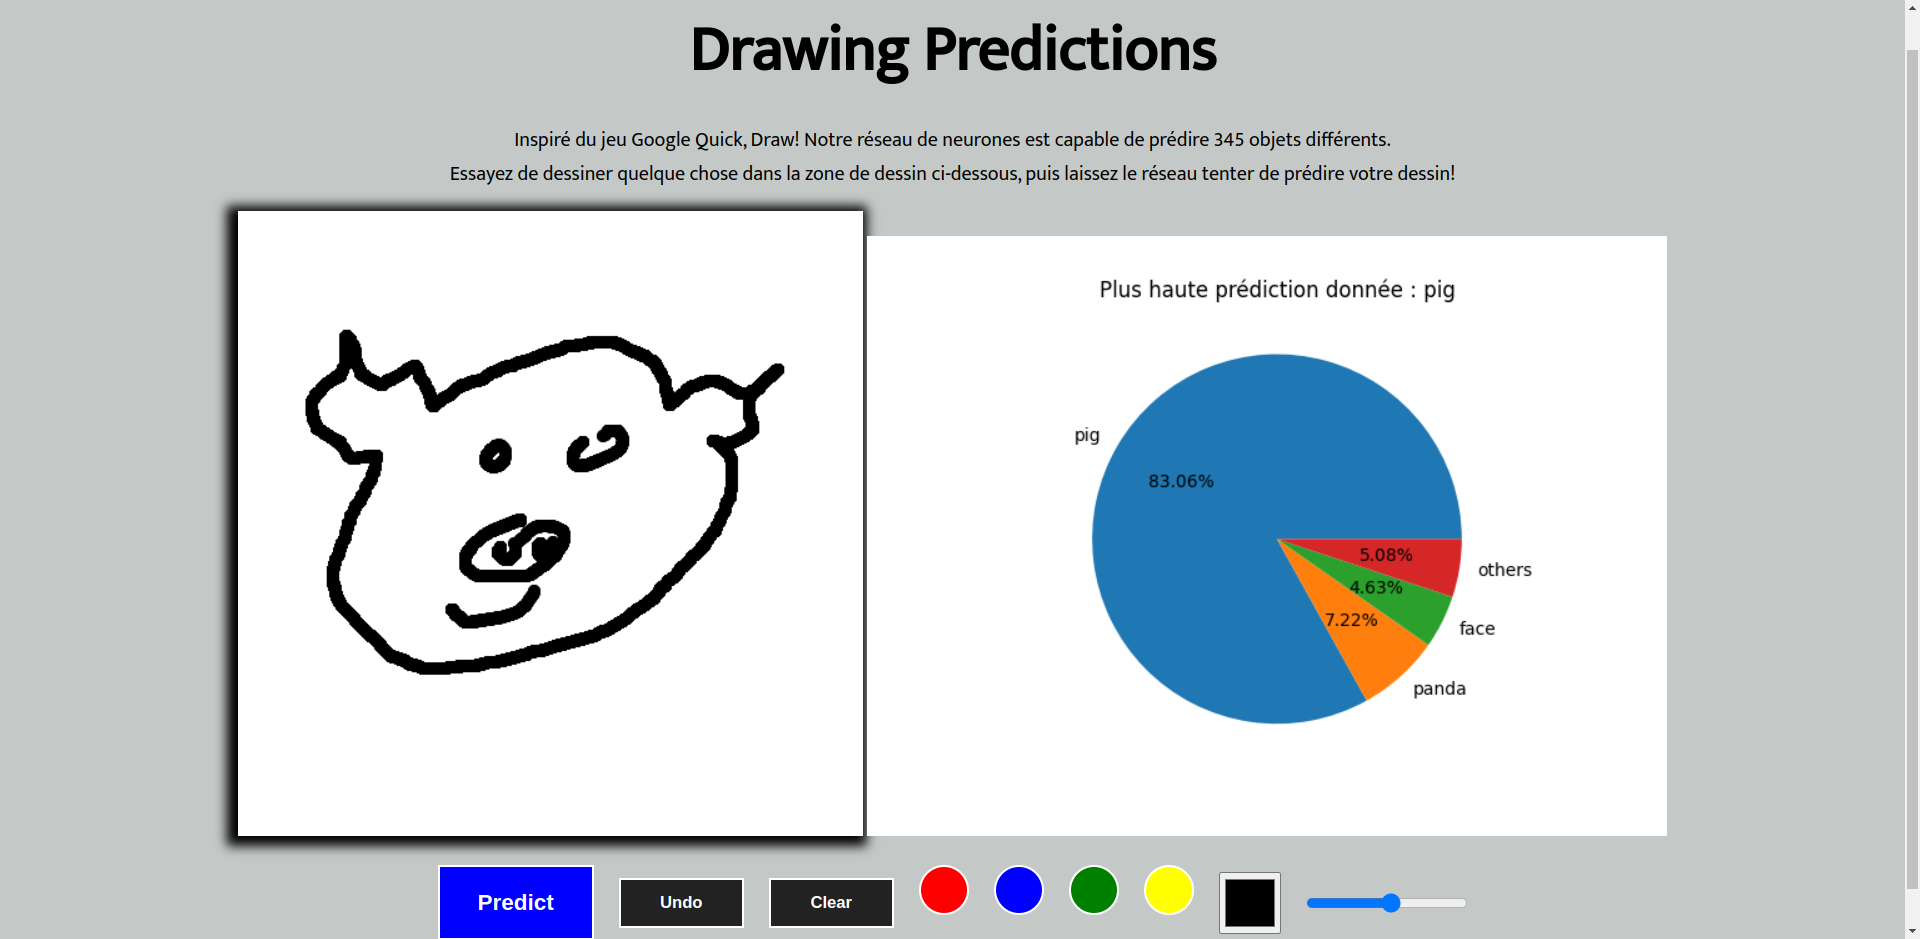 Drawing Predictions
Inspiré du jeu Google Quick, Draw! Notre réseau de neurones est capable de prédire 345 objets différents.
Essayez de dessiner quelque chose dans la zone de dessin ci-dessous, puis laissez le réseau tenter de prédire votre dessin!
Plus haute prédiction donnée : pig
pig
83.06%
5.08%
others
4.63%
face
7.22%
panda
Predict
Undo
Clear